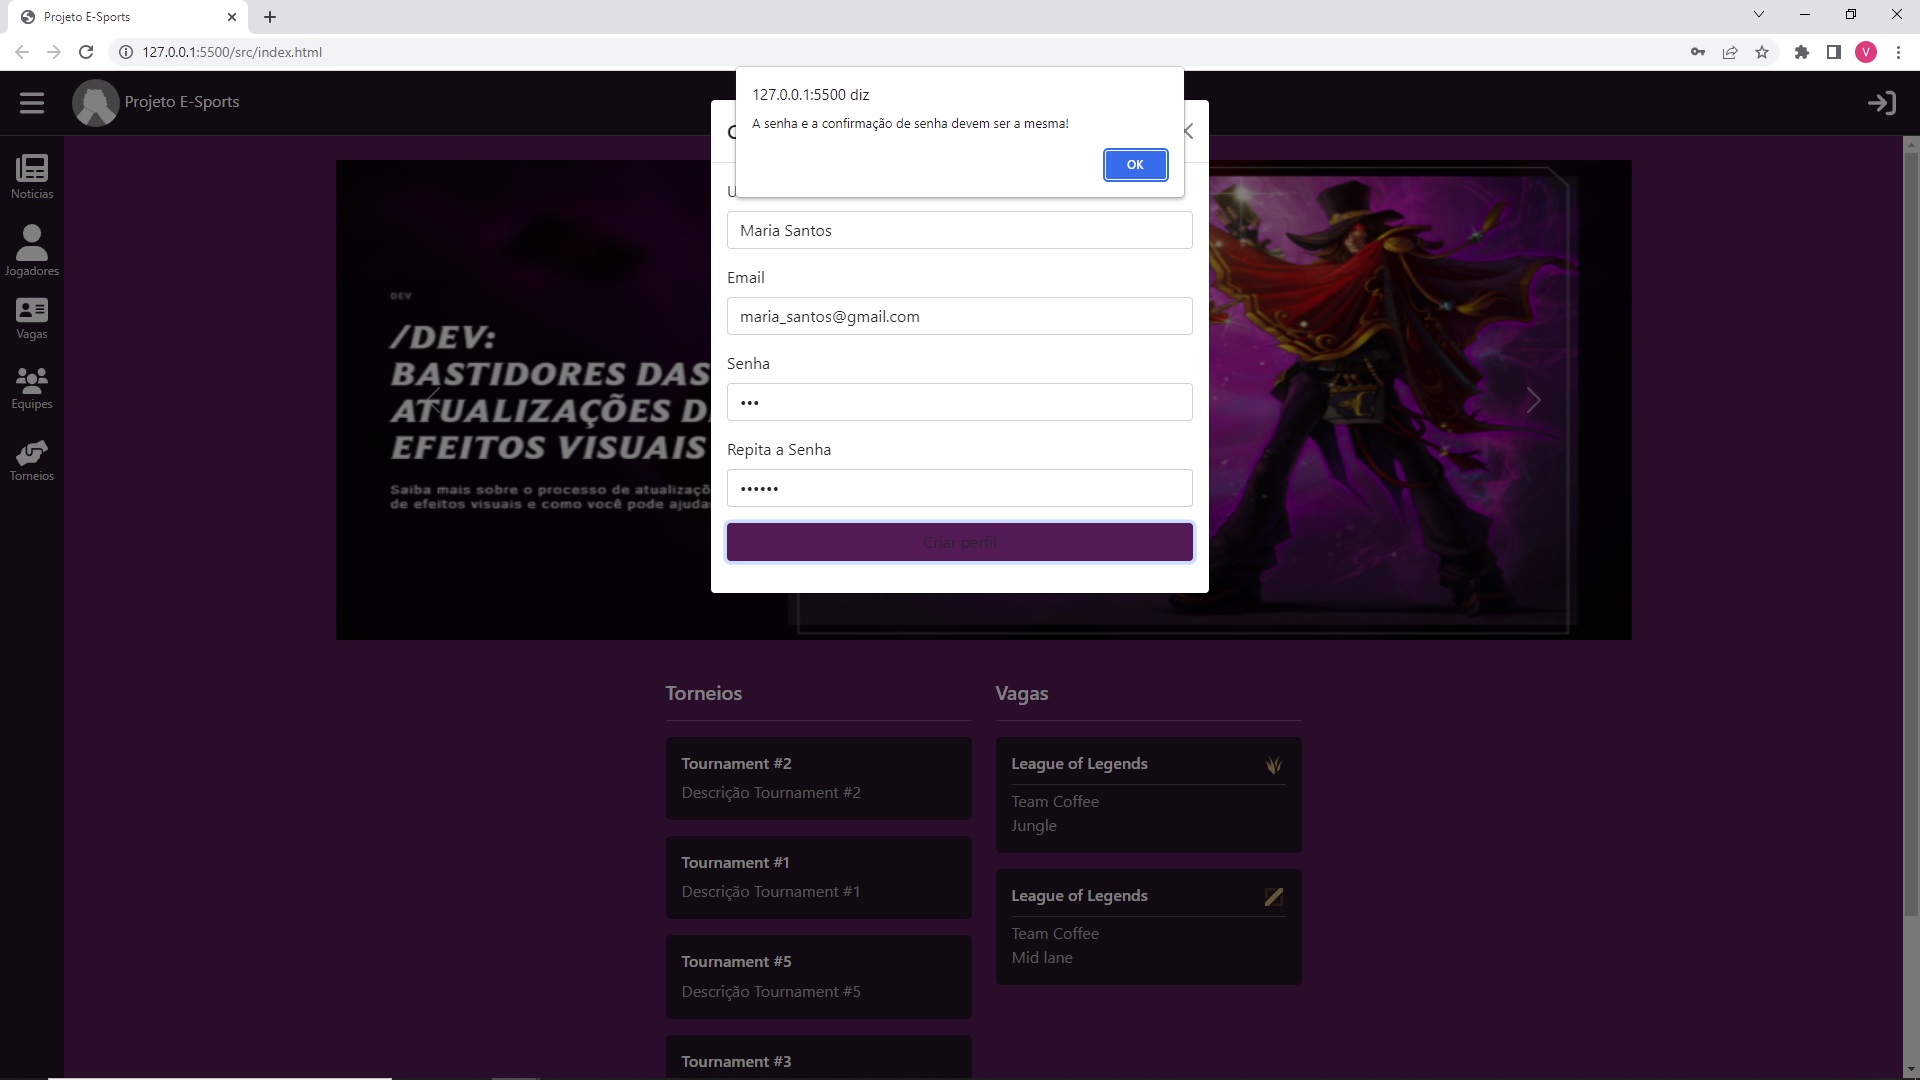 Projeto E-Sports
127.0.0.1:5500/src/index.html
V
Projeto E-Sports
127.0.0.1:5500 diz
A senha e a confirmação de senha devem ser a mesma!
OK
C
U
Maria Santos
Email
maria_santos@gmail.com
Senha
•••
Repita a Senha
••••••
Criar perfil
Noticias
Jogadores
Vagas
Equipes
Torneios
DEV
/DEV:
BASTIDORES DAS
ATUALIZAÇÕES D
EFEITOS VISUAIS
Saiba mais sobre o processo de atualizaçõ
de efeitos visuais e como você pode ajuda
Torneios
Tournament #2
Descrição Tournament #2
Tournament #1
Descrição Tournament #1
Tournament #5
Descrição Tournament #5
Tournament #3
Vagas
League of Legends
Team Coffee
Jungle
League of Legends
Team Coffee
Mid lane